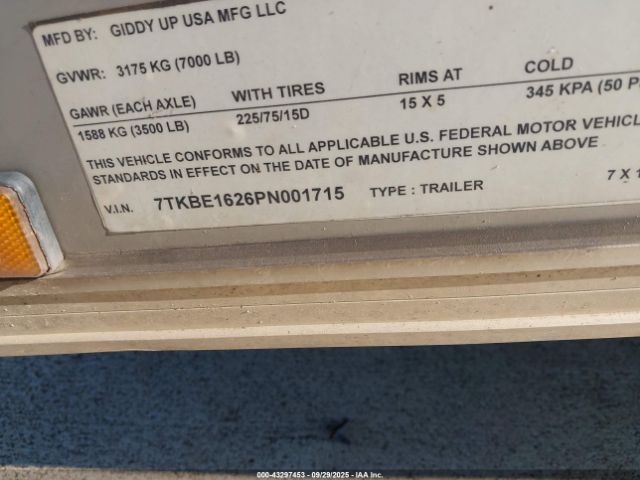 MFD BY: GIDDY UP USA MFG LLC
GVWR: 3175 KG (7000 LB)
GAWR (EACH AXLE) WITH TIRES RIMS AT COLD
1588 KG (3500 LB) 225/75/15D 15 X 5 345 KPA (50 P
THIS VEHICLE CONFORMS TO ALL APPLICABLE U.S. FEDERAL MOTOR VEHICL
STANDARDS IN EFFECT ON THE DATE OF MANUFACTURE SHOWN ABOVE
V.I.N. 7TKBE1626PN001715 TYPE : TRAILER 7 X 1
000-43297453 - 09/29/2025 - IAA Inc.